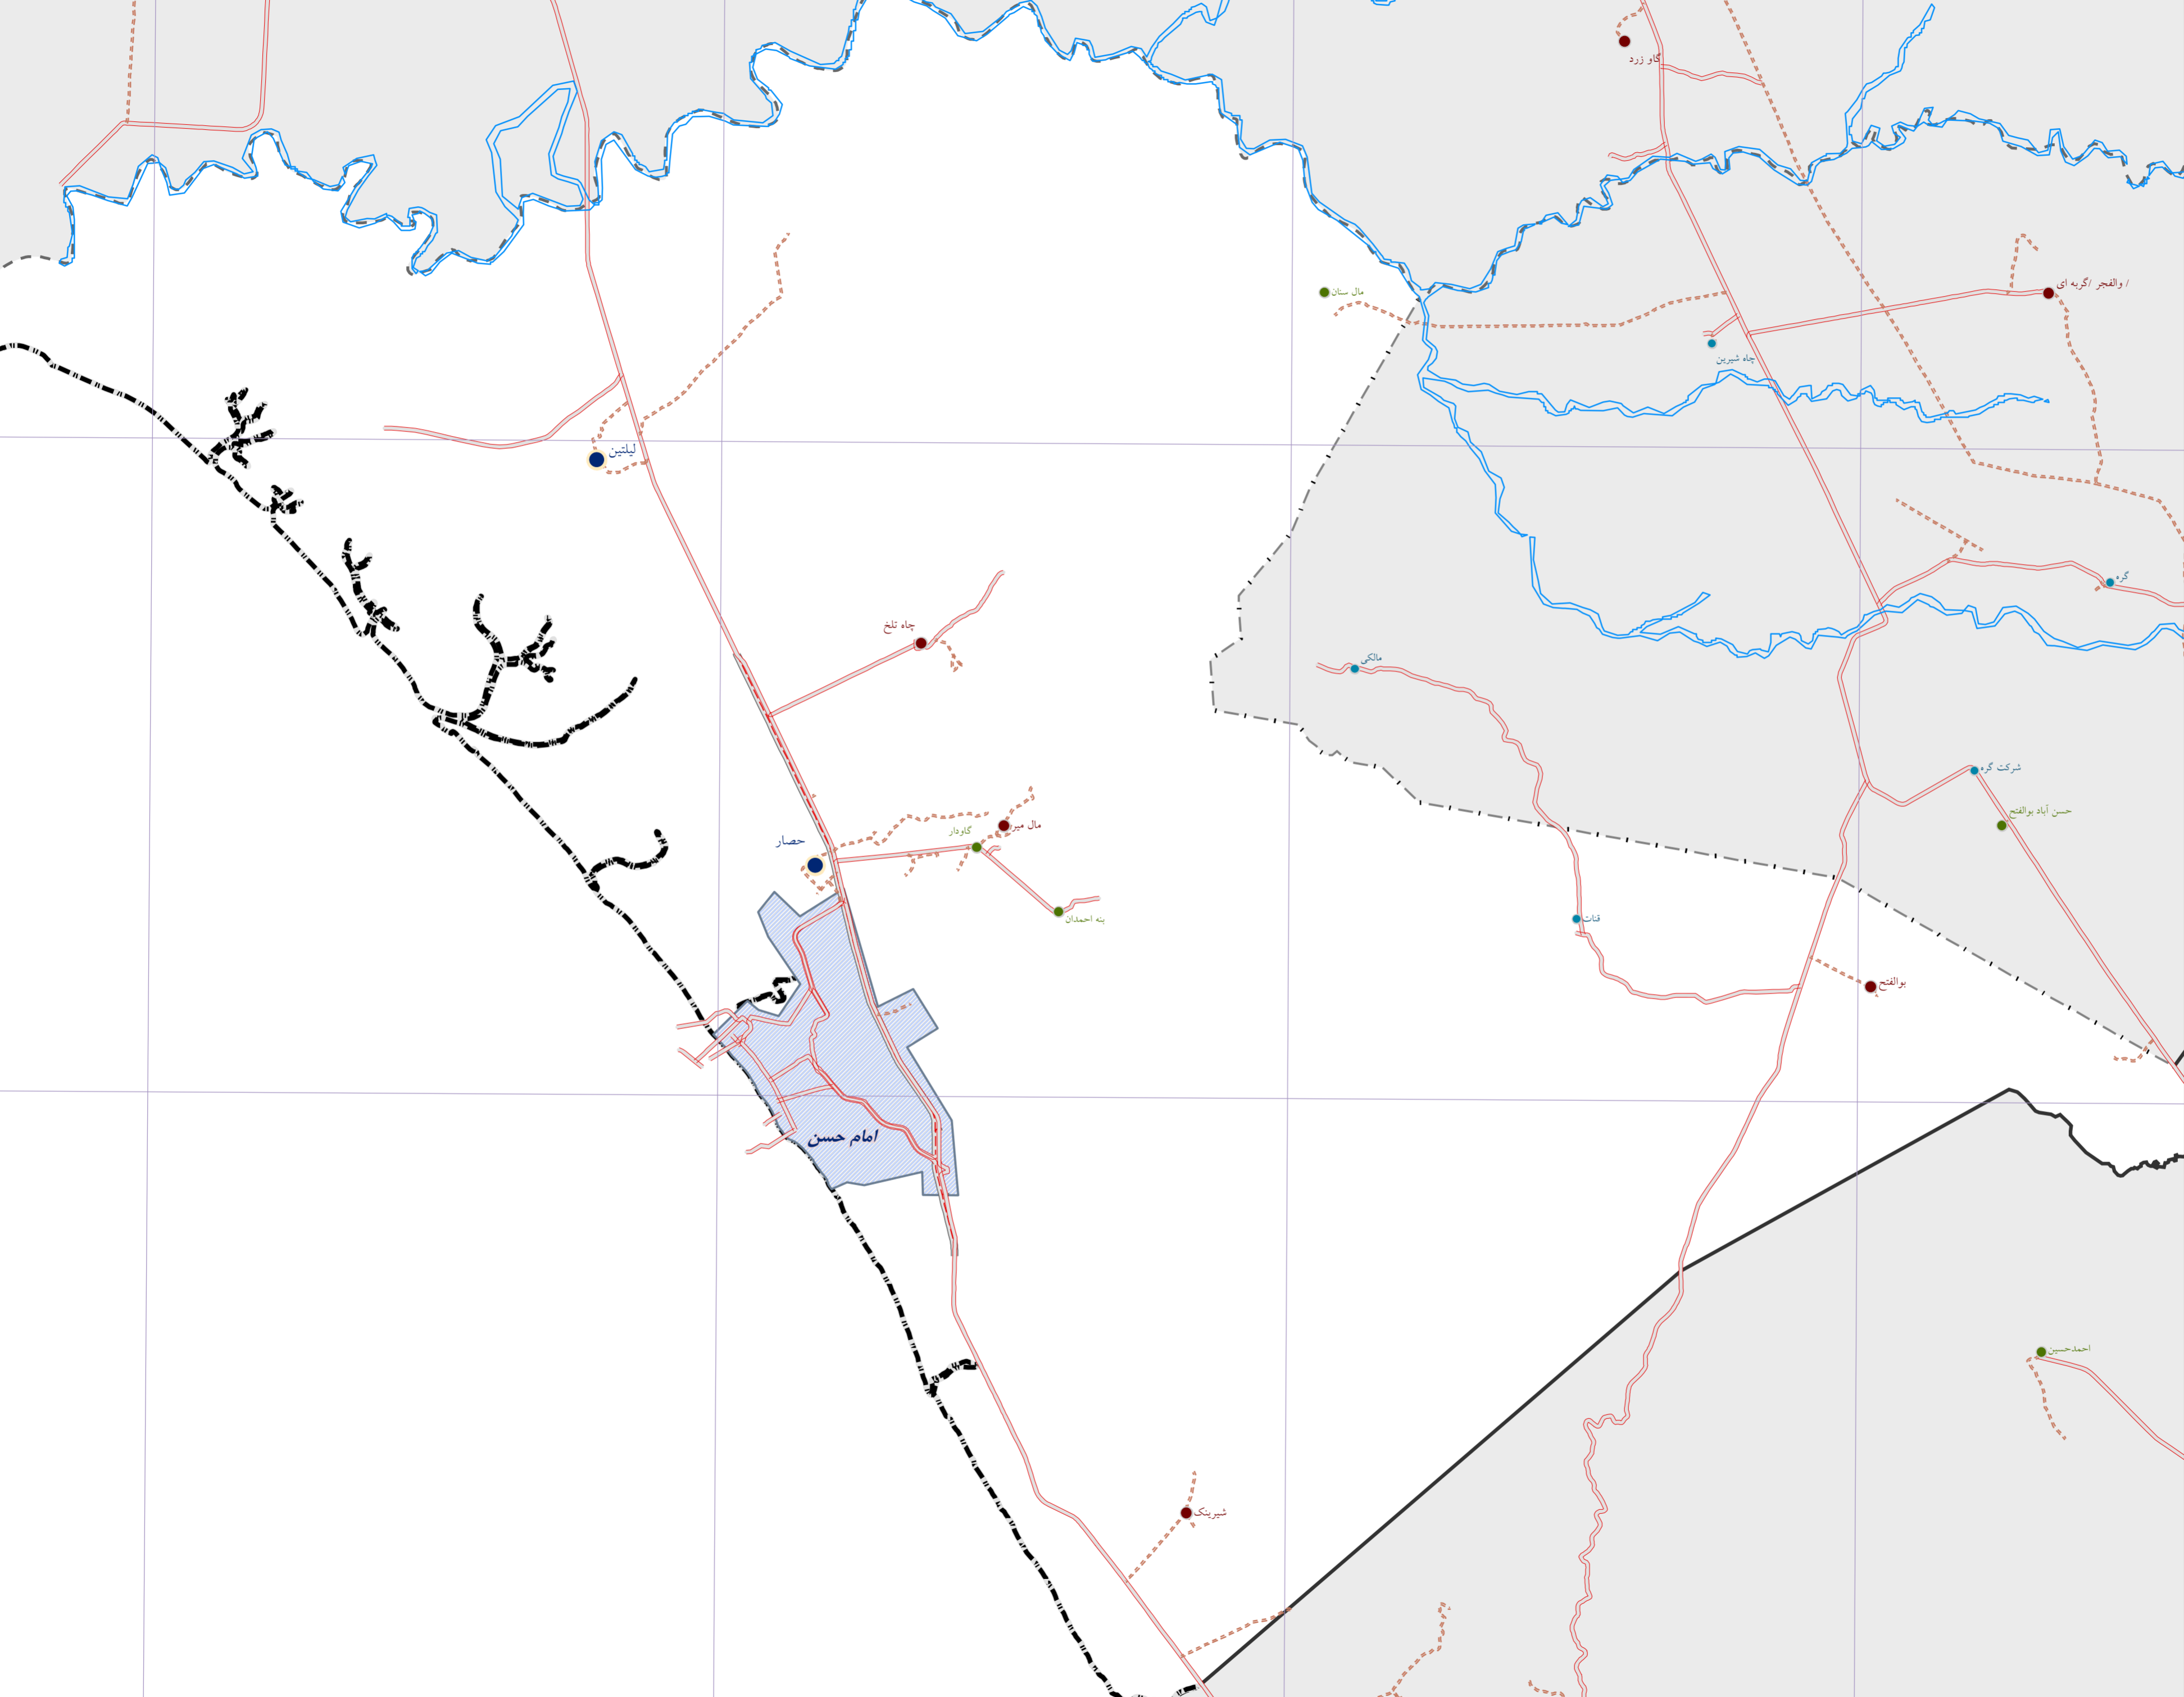 گاو زرد
والفجر /گربه ای /
مال سنان
چاه شیرین
لیلتین
گره
چاه تلخ
مالکی
شرکت گره
حسن آباد بوالفتح
مال میر
گاودار
حصار
بنه احمدان
قنات
بوالفتح
امام حسن
احمدحسین
شیرینک